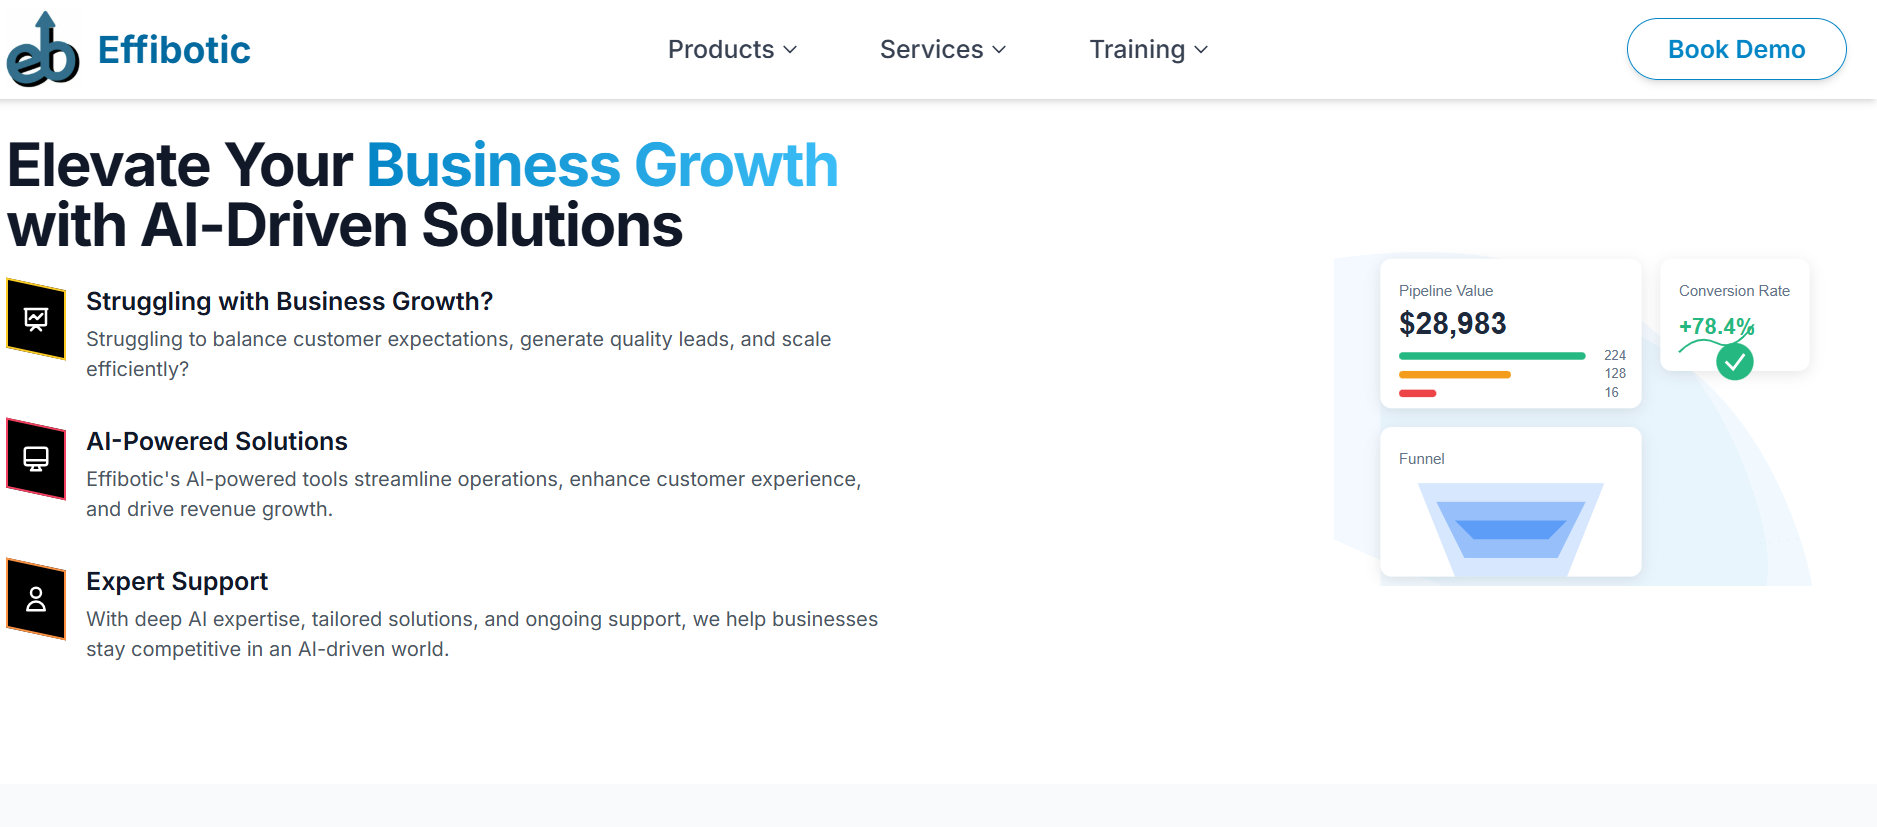 eb Effibotic
Products
Services
Training
Book Demo
Elevate Your Business Growth
with AI-Driven Solutions
Struggling with Business Growth?
Struggling to balance customer expectations, generate quality leads, and scale
efficiently?
AI-Powered Solutions
Effibotic's AI-powered tools streamline operations, enhance customer experience,
and drive revenue growth.
Expert Support
With deep AI expertise, tailored solutions, and ongoing support, we help businesses
stay competitive in an AI-driven world.
Pipeline Value
$28,983
224
128
16
Conversion Rate
+78.4%
Funnel